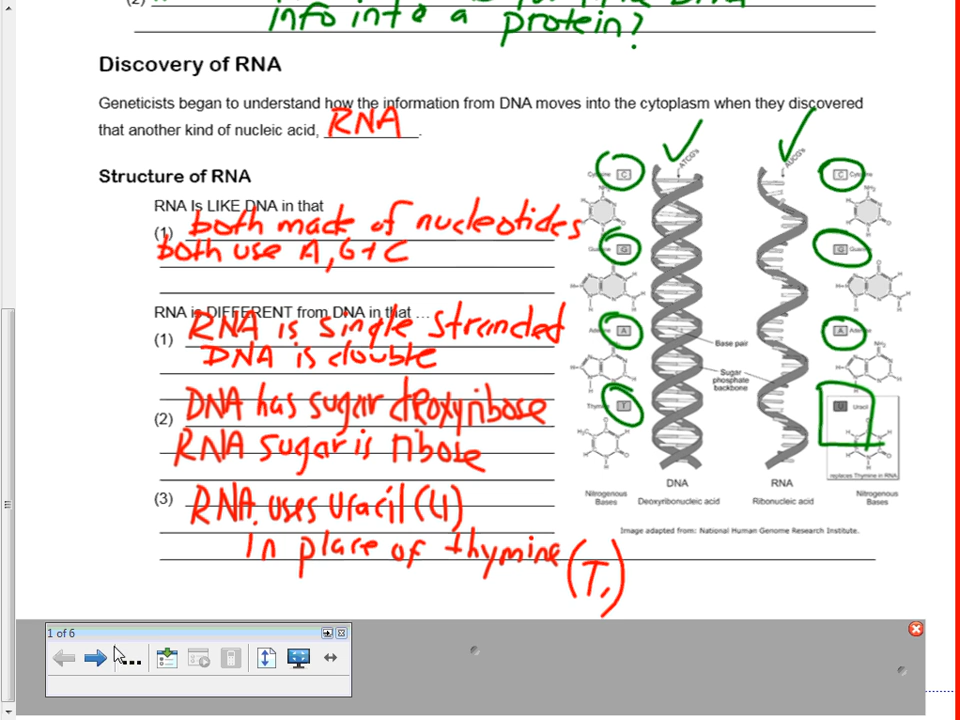 info into a protein?
Discovery of RNA
Geneticists began to understand how the information from DNA moves into the cytoplasm when they discovered
that another kind of nucleic acid, RNA.
Structure of RNA
RNA Is LIKE DNA in that
(1) both made of nucleotides
both use A, G + C
RNA is DIFFERENT from DNA in that …
(1) RNA is single stranded
DNA is double
(2) DNA has sugar deoxyribose
RNA sugar is ribose
(3) RNA uses Uracil (U)
in place of thymine (T)
ATCG's
AUCG's
C
G
A
Thymine T
C
G
A
U Uracil
replaces Thymine in RNA
Base pair
Sugar
phosphate
backbone
Nitrogenous
Bases
DNA
Deoxyribonucleic acid
RNA
Ribonucleic acid
Nitrogenous
Bases
Image adapted from: National Human Genome Research Institute.
1 of 6